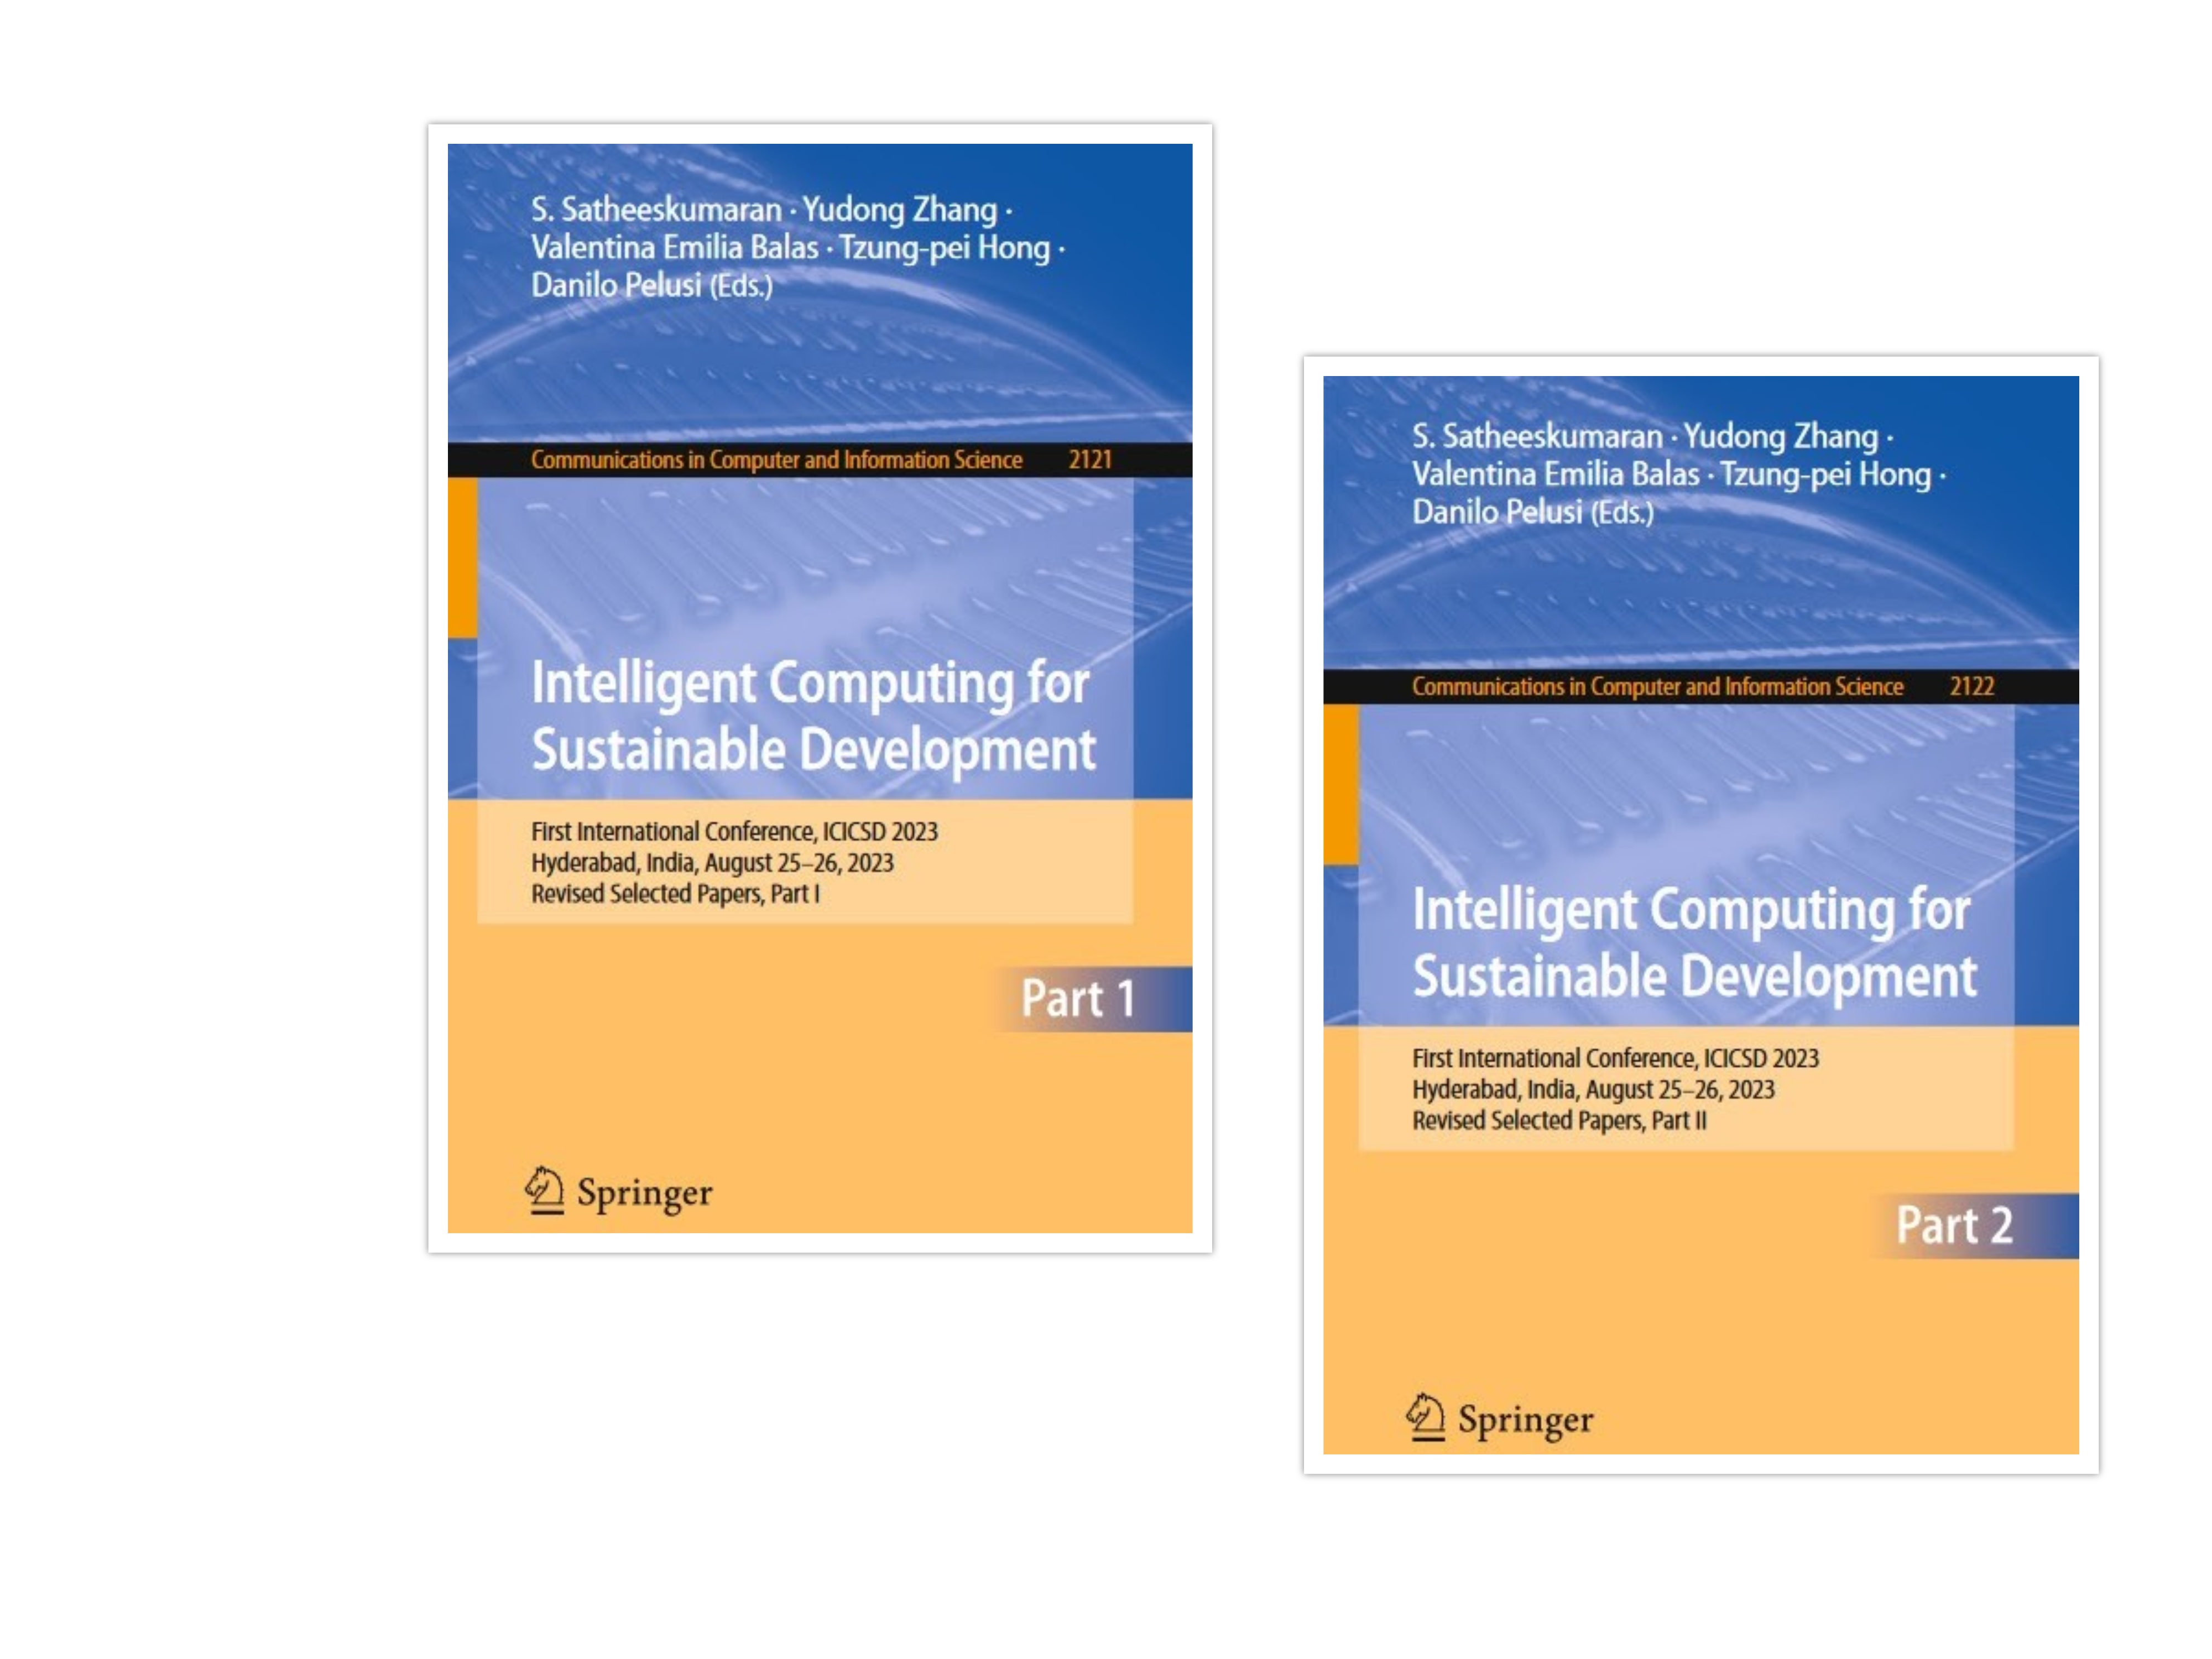 S. Satheeskumaran · Yudong Zhang ·
Valentina Emilia Balas · Tzung-pei Hong ·
Danilo Pelusi (Eds.)
Communications in Computer and Information Science 2121
Intelligent Computing for
Sustainable Development
First International Conference, ICICSD 2023
Hyderabad, India, August 25–26, 2023
Revised Selected Papers, Part I
Part 1
Springer
S. Satheeskumaran · Yudong Zhang ·
Valentina Emilia Balas · Tzung-pei Hong ·
Danilo Pelusi (Eds.)
Communications in Computer and Information Science 2122
Intelligent Computing for
Sustainable Development
First International Conference, ICICSD 2023
Hyderabad, India, August 25–26, 2023
Revised Selected Papers, Part II
Part 2
Springer